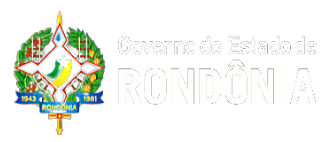 Governo do Estado de
RONDÔNIA
1943 1981
RONDÔNIA